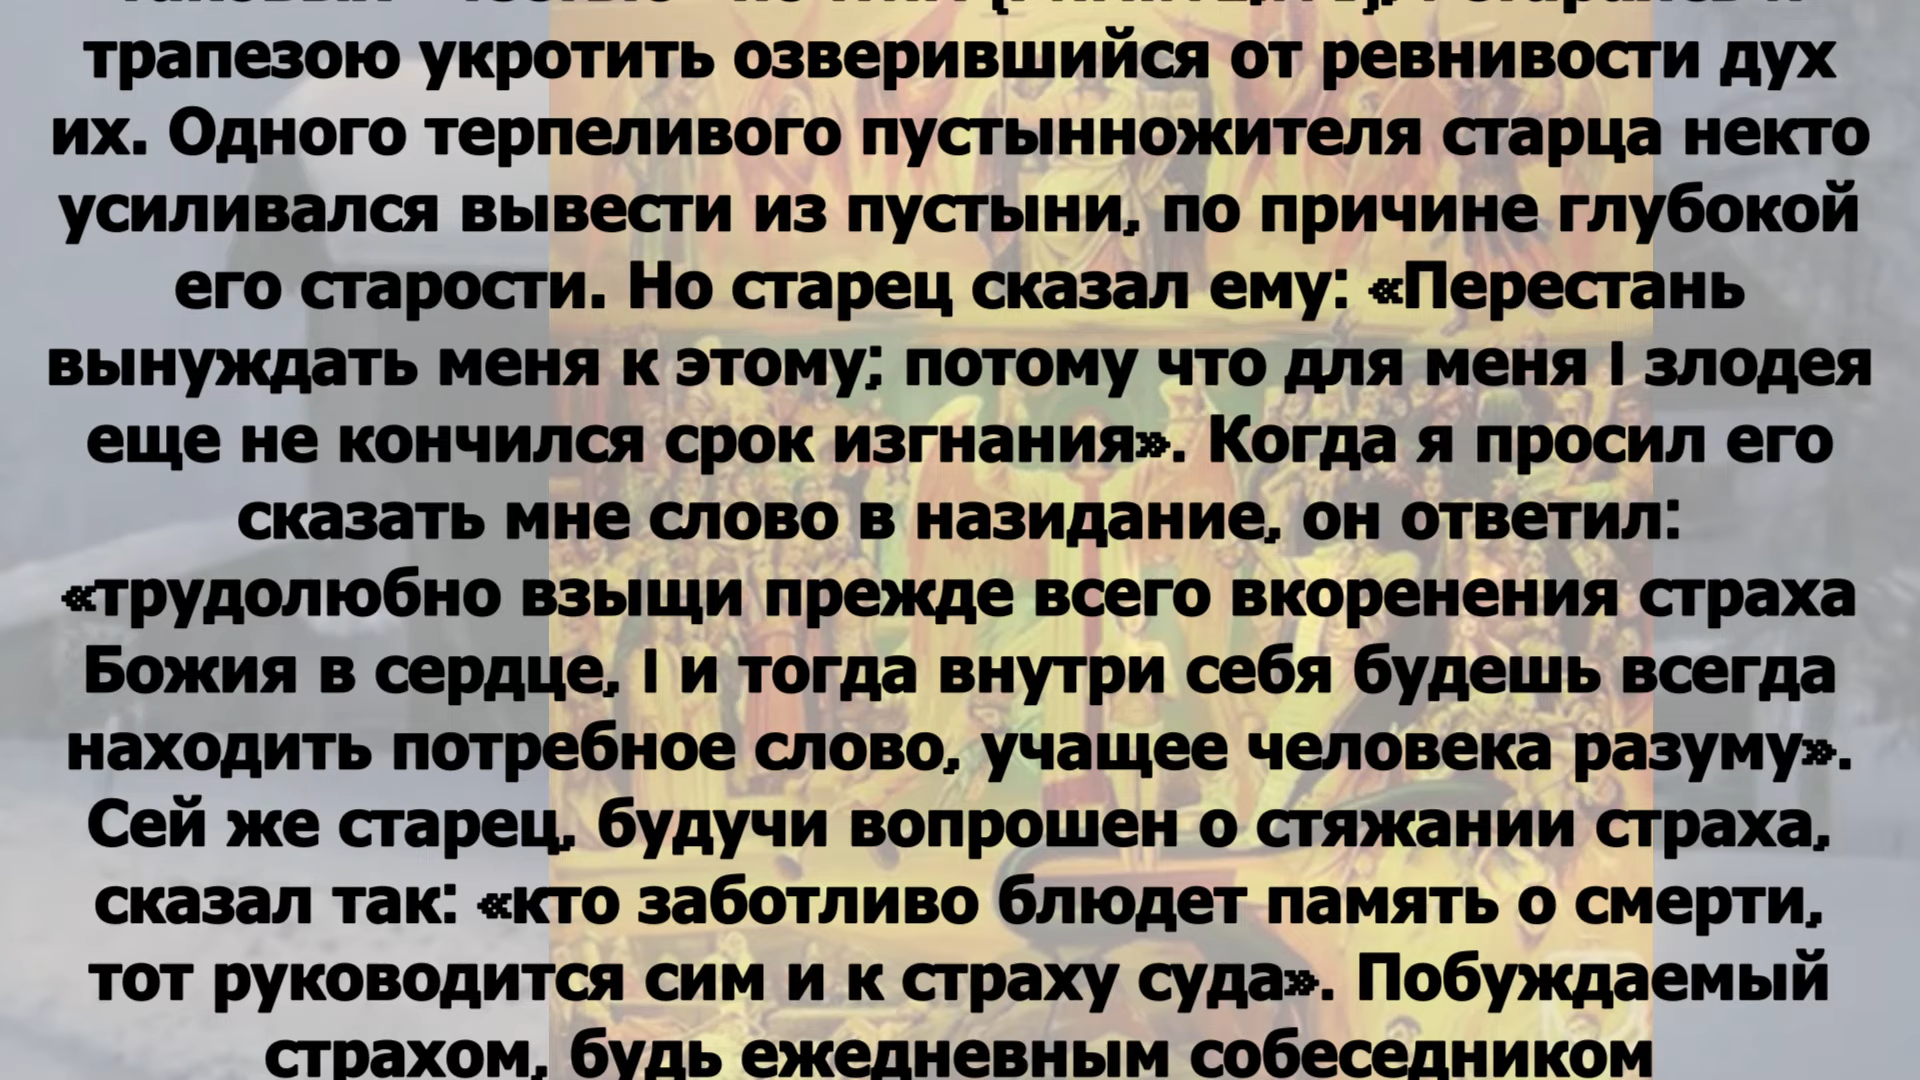 трапезою укротить озверившийся от ревнивости дух
их. Одного терпеливого пустынножителя старца некто
усиливался вывести из пустыни, по причине глубокой
его старости. Но старец сказал ему: «Перестань
вынуждать меня к этому; потому что для меня | злодея
еще не кончился срок изгнания». Когда я просил его
сказать мне слово в назидание, он ответил:
«трудолюбно взыщи прежде всего вкоренения страха
Божия в сердце, | и тогда внутри себя будешь всегда
находить потребное слово, учащее человека разуму».
Сей же старец, будучи вопрошен о стяжании страха,
сказал так: «кто заботливо блюдет память о смерти,
тот руководится сим и к страху суда». Побуждаемый
страхом, будь ежедневным собеседником